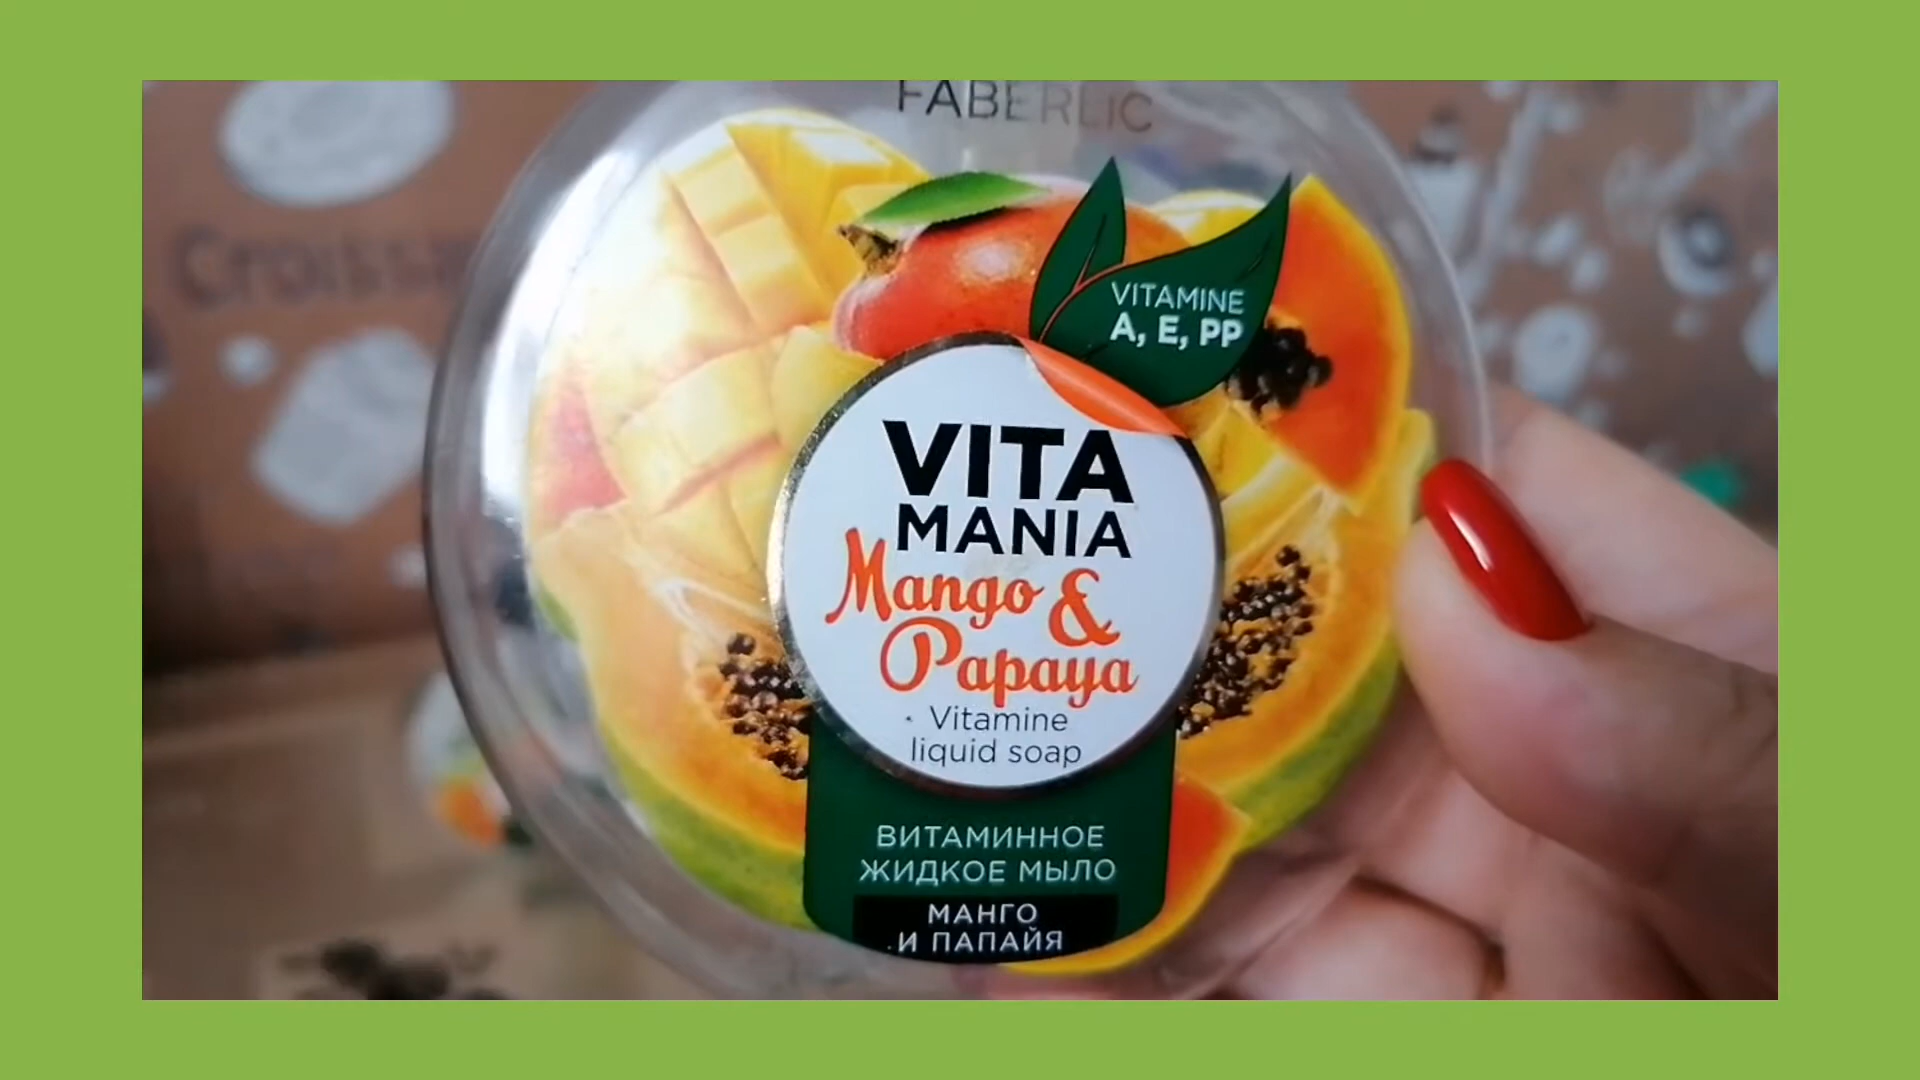 FABERLIC
VITAMINE
A, E, PP
VITA
MANIA
Mango &
Papaya
Vitamine
liquid soap
ВИТАМИННОЕ
ЖИДКОЕ МЫЛО
МАНГО
И ПАПАЙЯ